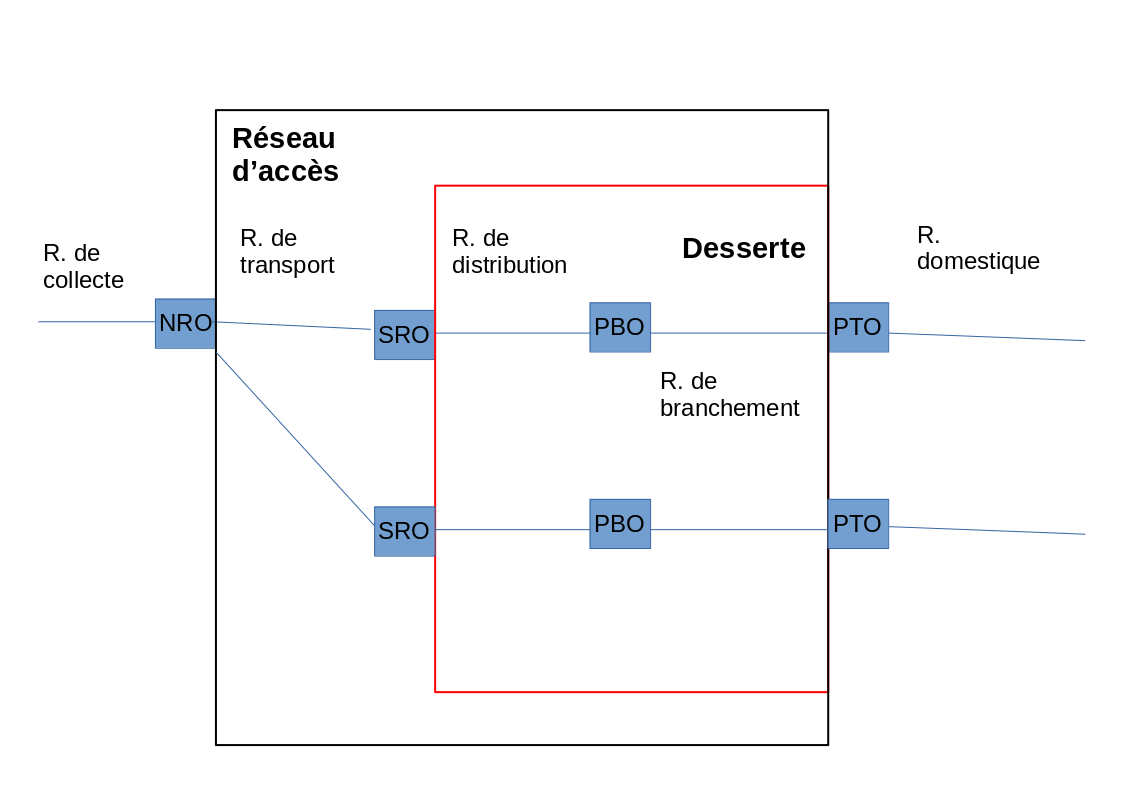 Réseau
d’accès
R. de
collecte
R. de
transport
R. de
distribution
Desserte
R.
domestique
NRO
SRO
PBO
PTO
R. de
branchement
SRO
PBO
PTO